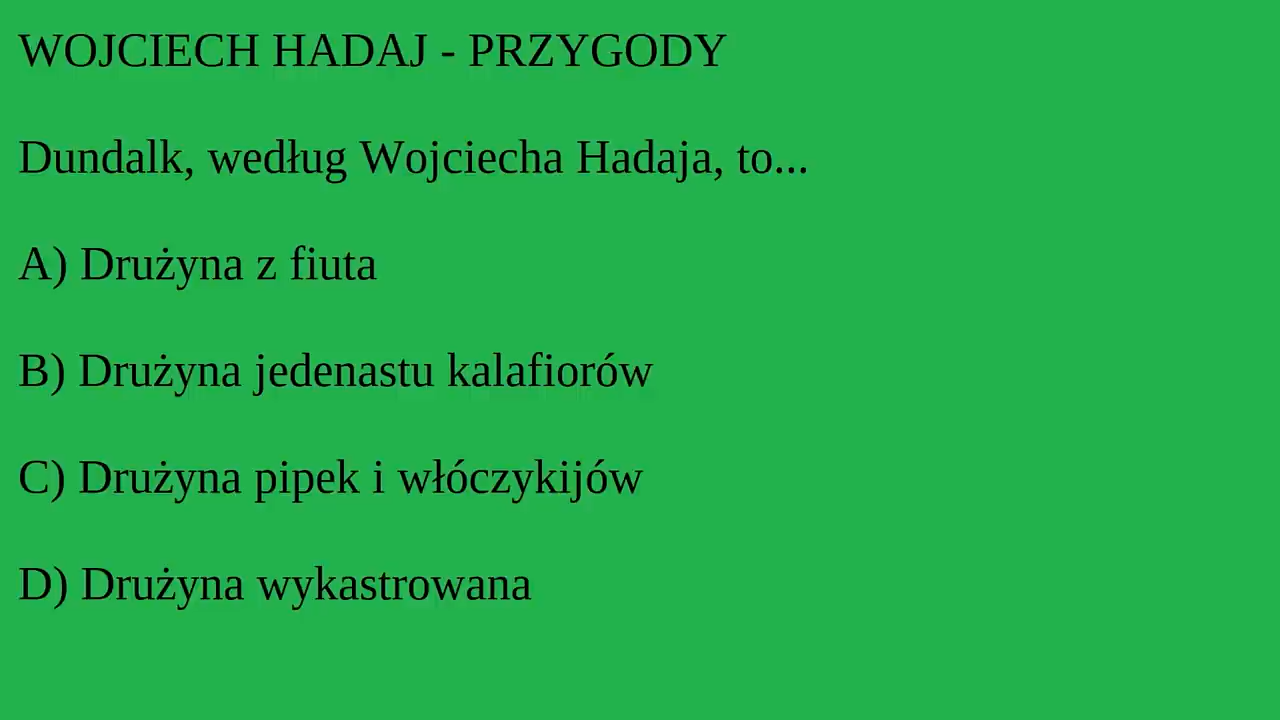 WOJCIECH HADAJ - PRZYGODY
Dundalk, według Wojciecha Hadaja, to...
A) Drużyna z fiuta
B) Drużyna jedenastu kalafiorów
C) Drużyna pipek i włóczykijów
D) Drużyna wykastrowana